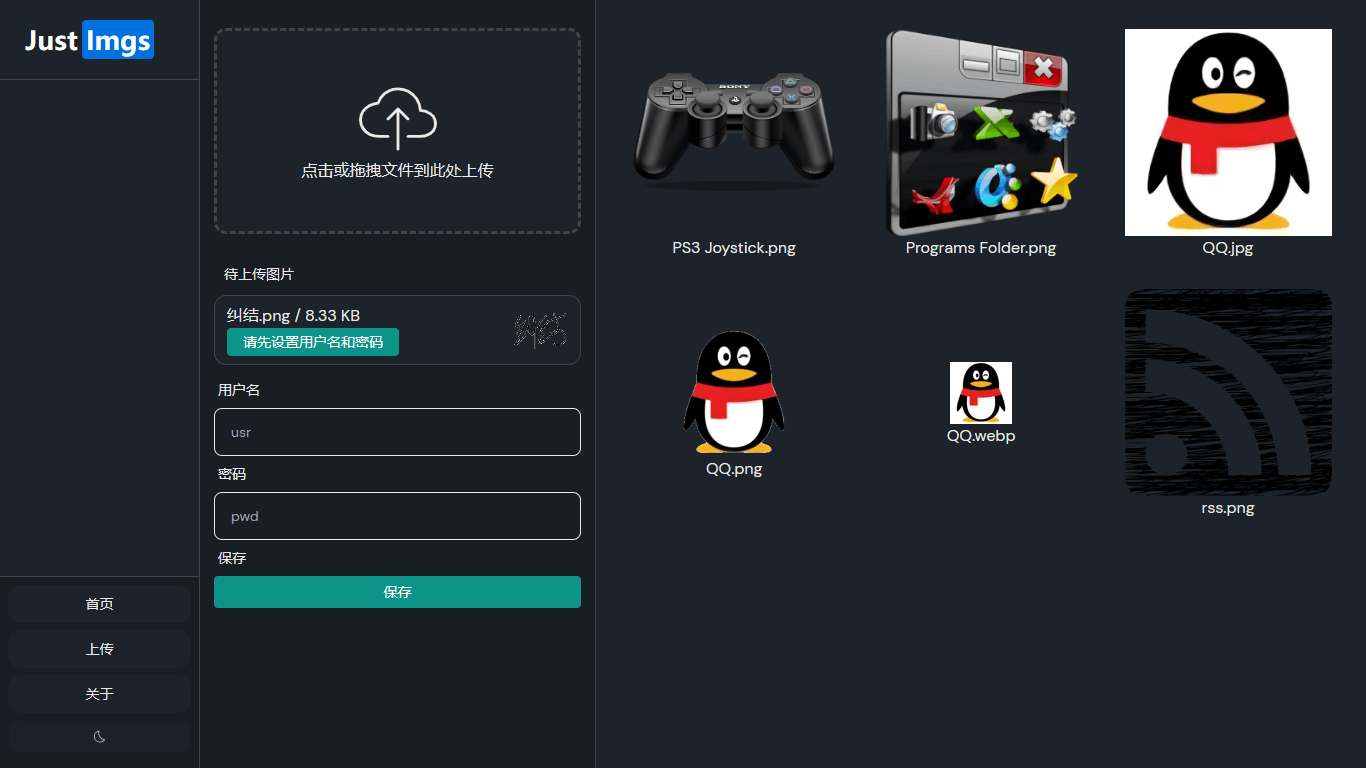 Just Imgs
首页
上传
关于
点击或拖拽文件到此处上传
待上传图片
纠结.png / 8.33 KB
请先设置用户名和密码
纠结
用户名
usr
密码
pwd
保存
保存
SONY
PS3 Joystick.png
Programs Folder.png
QQ.jpg
QQ.png
QQ.webp
rss.png